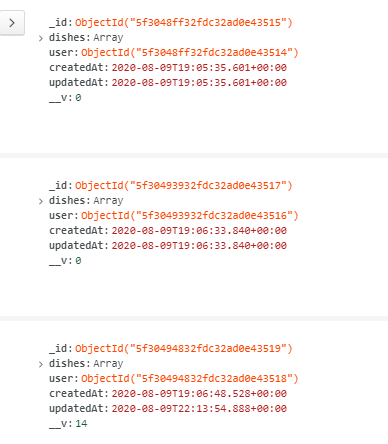 _id: ObjectId("5f3048ff32fdc32ad0e43515")
dishes: Array
user: ObjectId("5f3048ff32fdc32ad0e43514")
createdAt: 2020-08-09T19:05:35.601+00:00
updatedAt: 2020-08-09T19:05:35.601+00:00
__v: 0
_id: ObjectId("5f30493932fdc32ad0e43517")
dishes: Array
user: ObjectId("5f30493932fdc32ad0e43516")
createdAt: 2020-08-09T19:06:33.840+00:00
updatedAt: 2020-08-09T19:06:33.840+00:00
__v: 0
_id: ObjectId("5f30494832fdc32ad0e43519")
dishes: Array
user: ObjectId("5f30494832fdc32ad0e43518")
createdAt: 2020-08-09T19:06:48.528+00:00
updatedAt: 2020-08-09T22:13:54.888+00:00
__v: 14